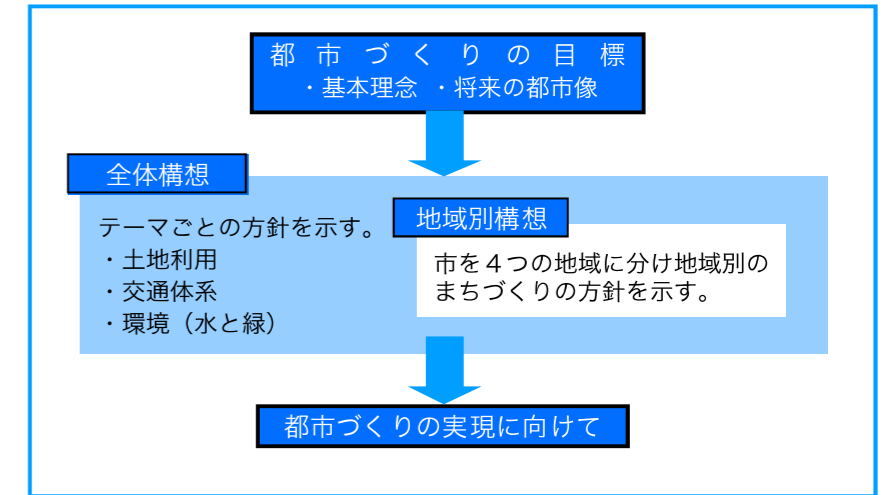 都市づくりの目標
・基本理念 ・将来の都市像
全体構想
テーマごとの方針を示す。
・土地利用
・交通体系
・環境（水と緑）
地域別構想
市を４つの地域に分け地域別の
まちづくりの方針を示す。
都市づくりの実現に向けて